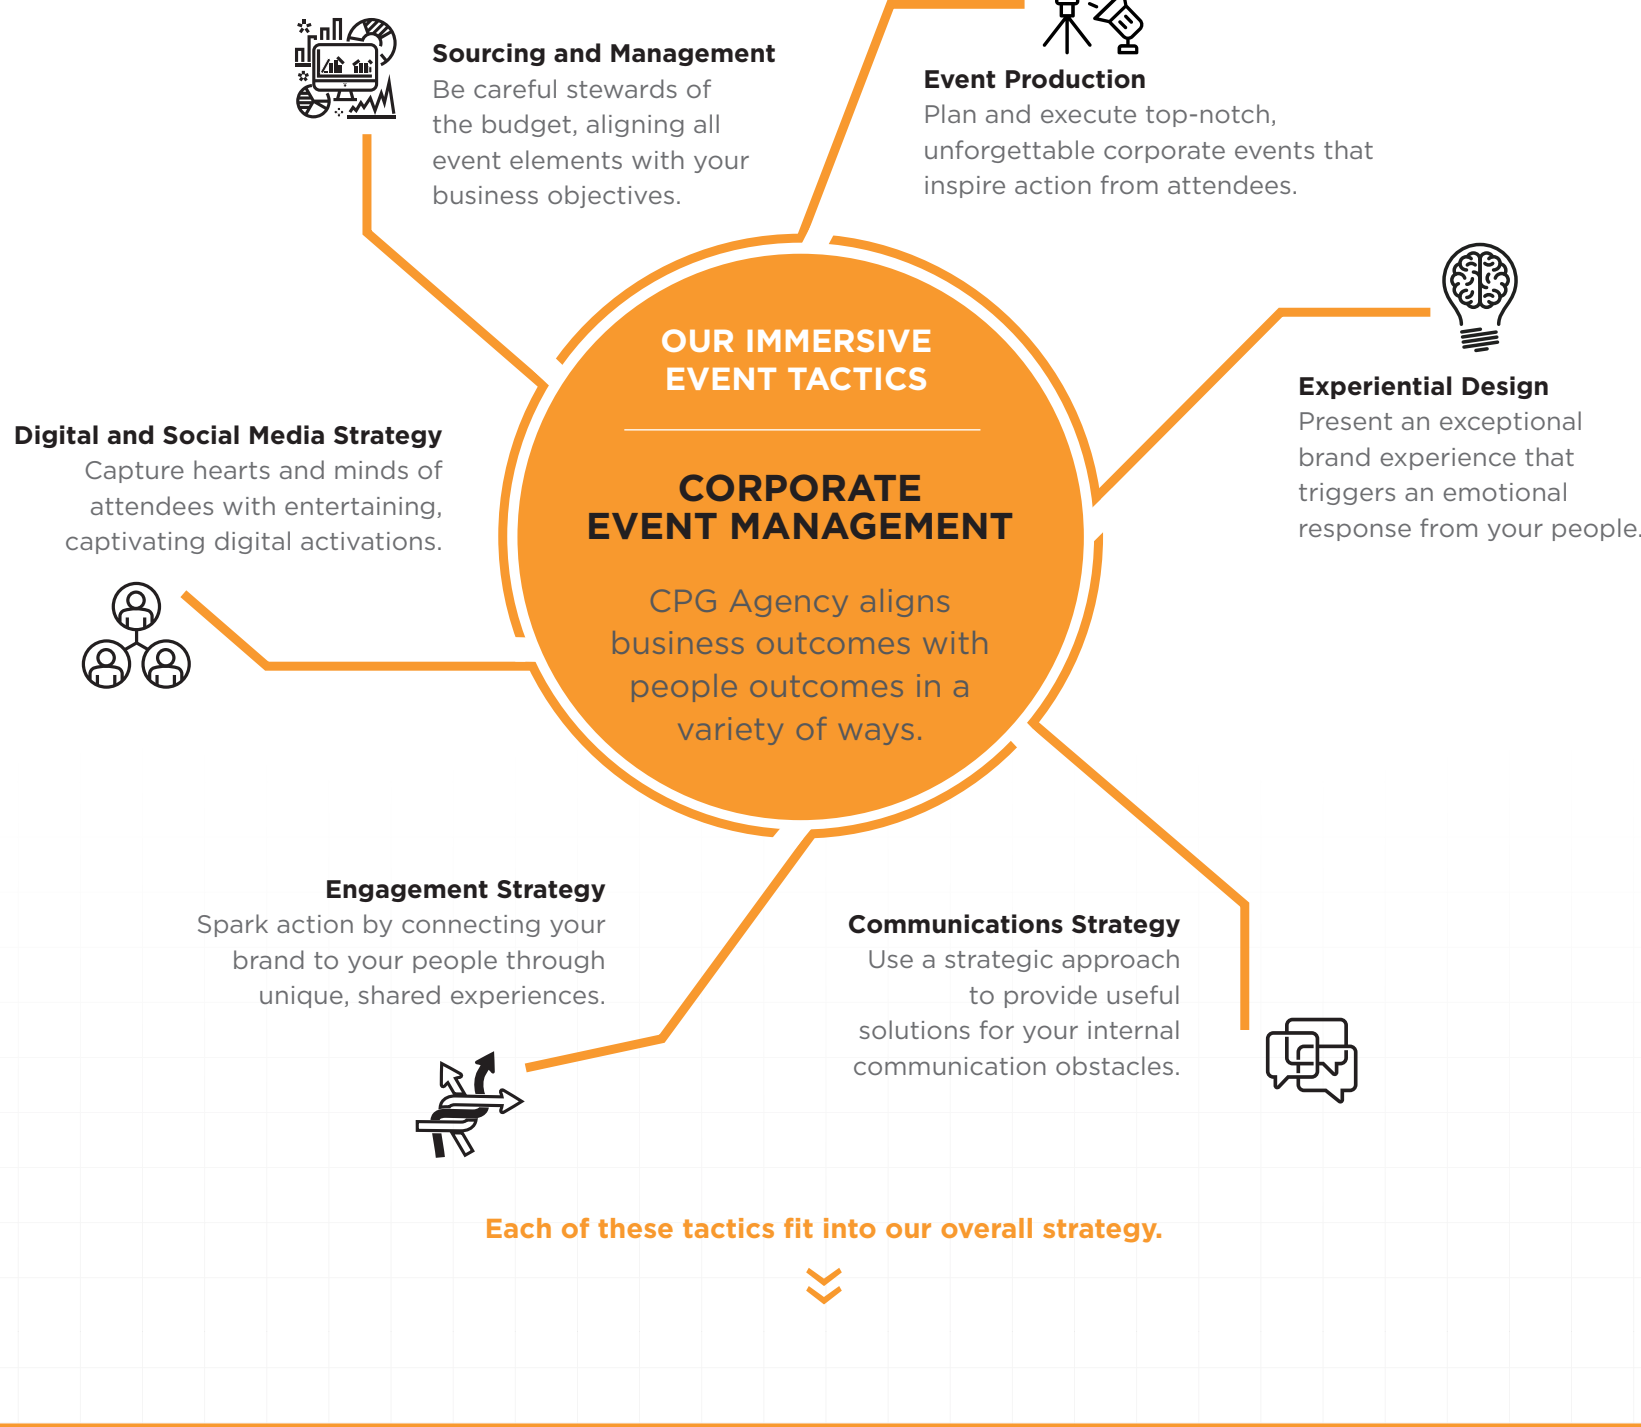 Sourcing and Management
Be careful stewards of
the budget, aligning all
event elements with your
business objectives.
Event Production
Plan and execute top-notch,
unforgettable corporate events that
inspire action from attendees.
OUR IMMERSIVE
EVENT TACTICS
CORPORATE
EVENT MANAGEMENT
CPG Agency aligns
business outcomes with
people outcomes in a
variety of ways.
Experiential Design
Present an exceptional
brand experience that
triggers an emotional
response from your people.
Digital and Social Media Strategy
Capture hearts and minds of
attendees with entertaining,
captivating digital activations.
Engagement Strategy
Spark action by connecting your
brand to your people through
unique, shared experiences.
Communications Strategy
Use a strategic approach
to provide useful
solutions for your internal
communication obstacles.
Each of these tactics fit into our overall strategy.